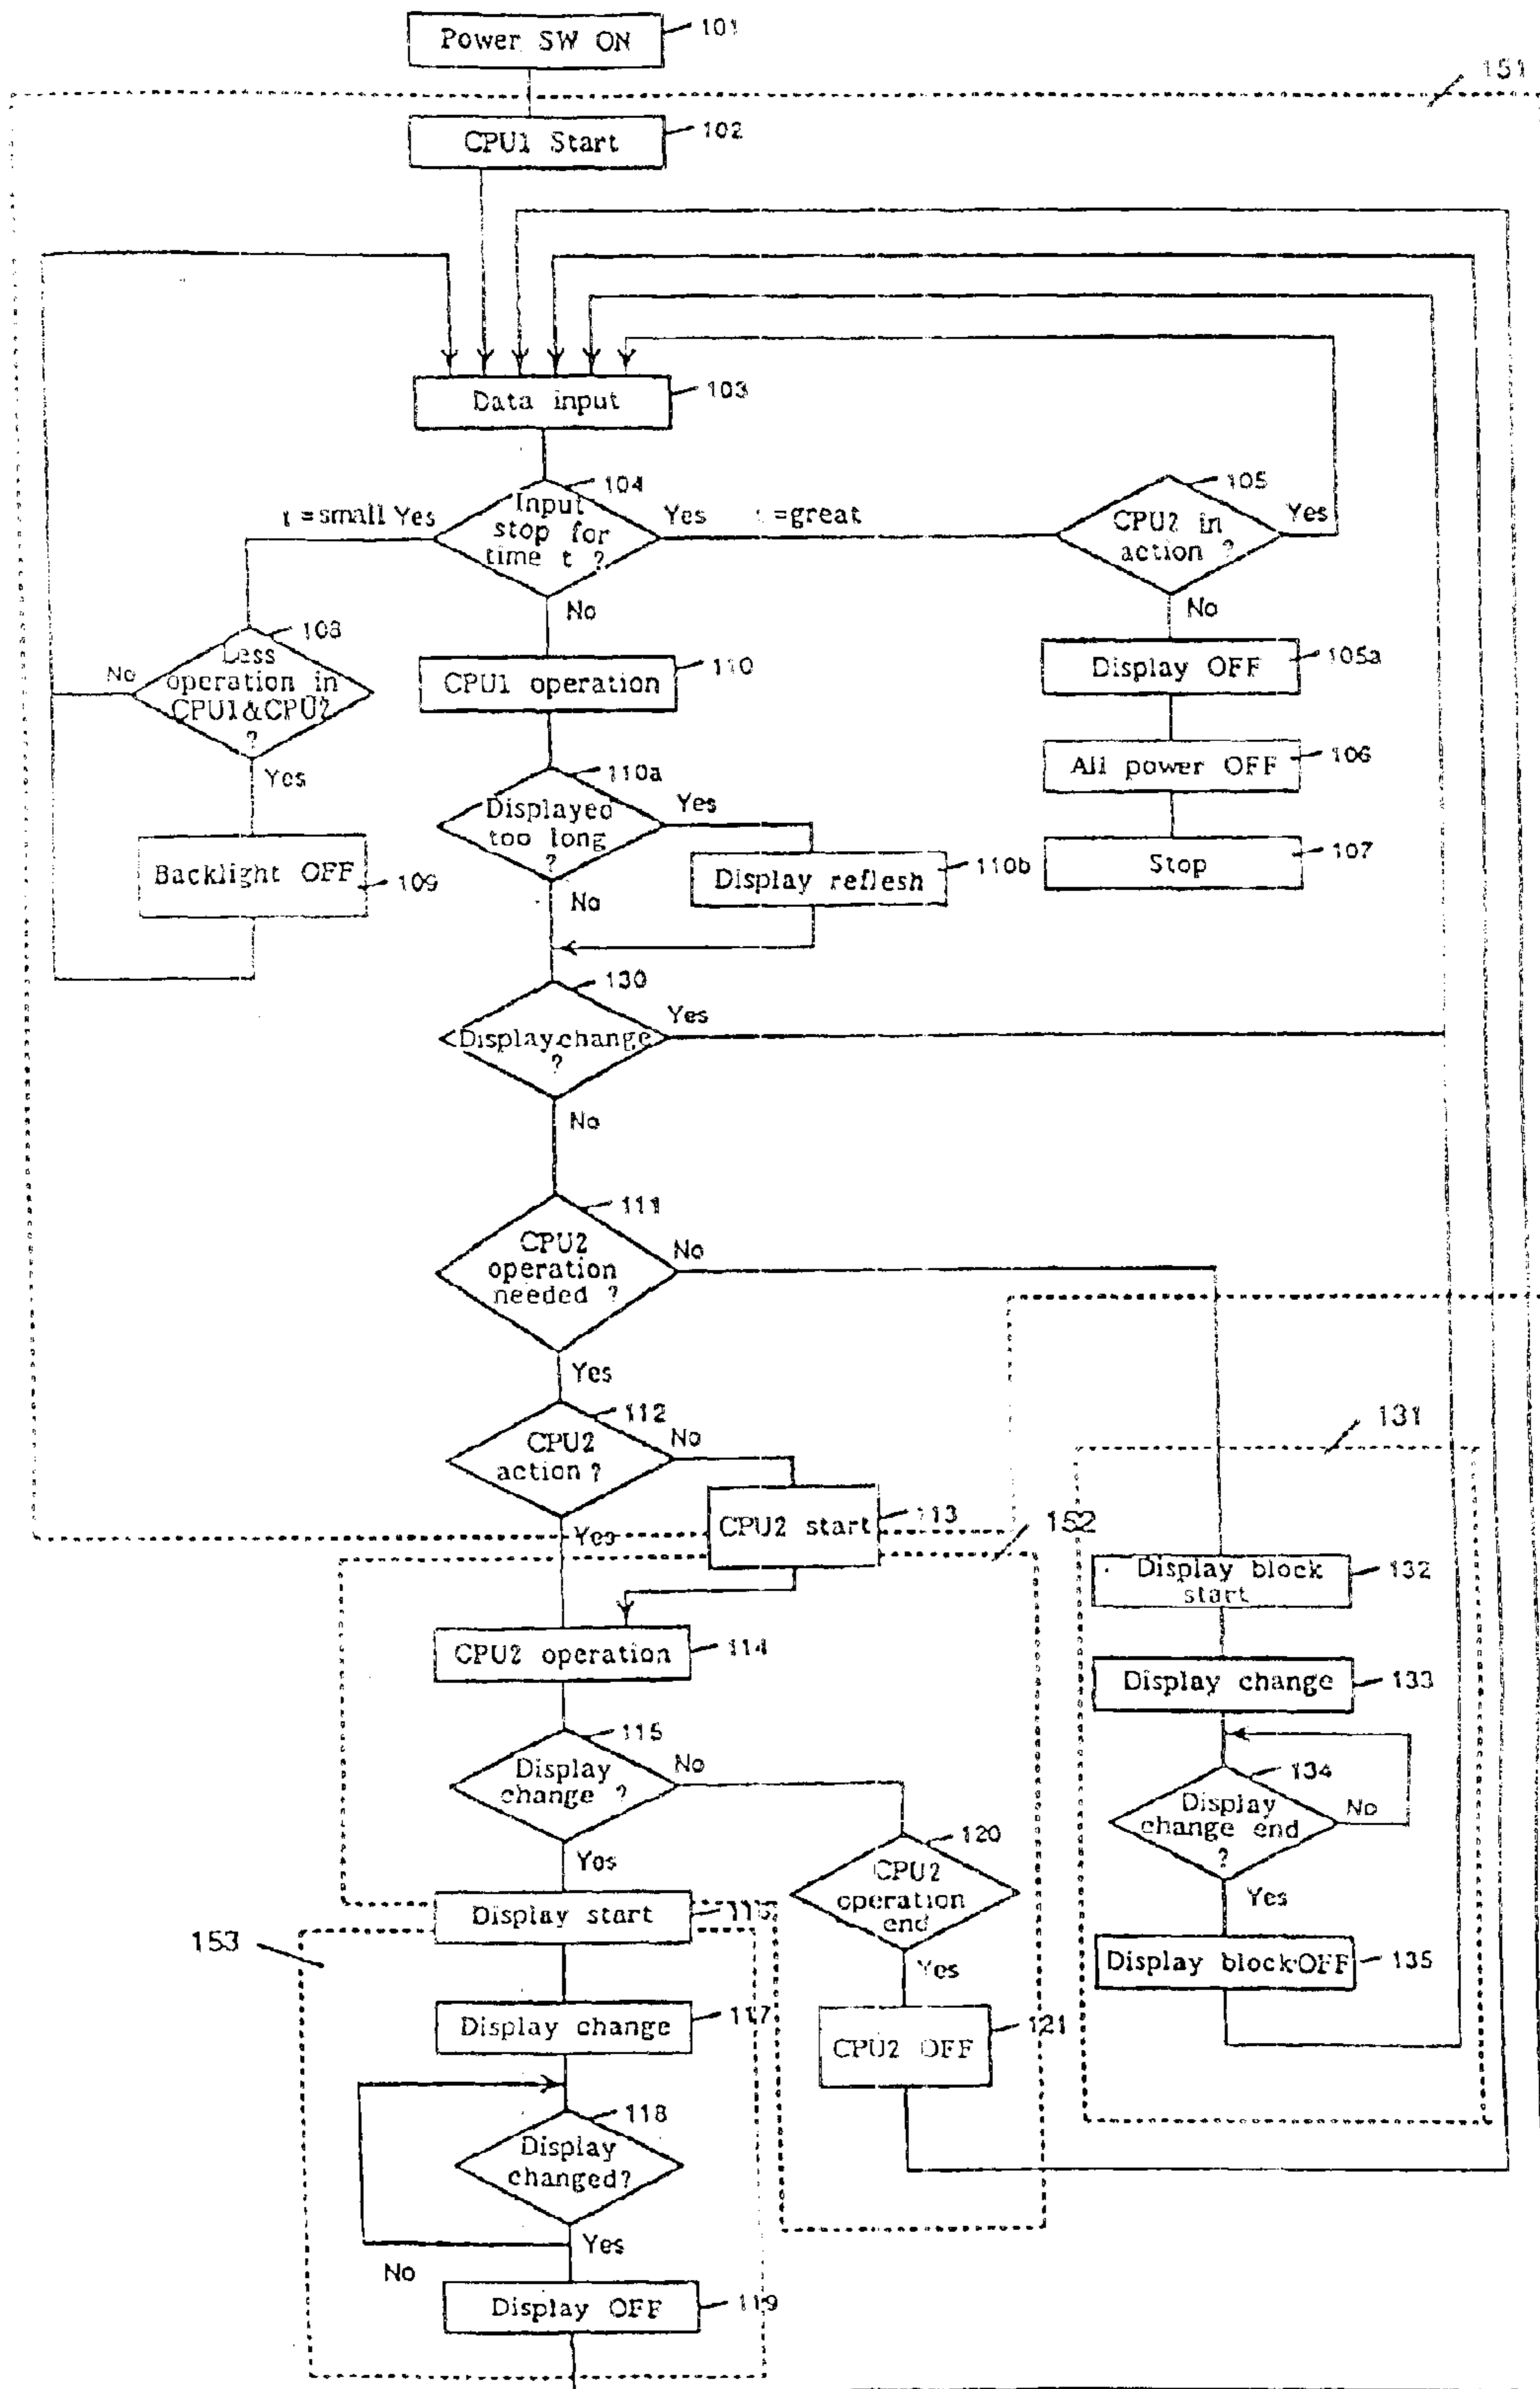 Power SW ON
101
151
CPU1 Start
102
Data input
103
104
Input
stop for
time t ?
t =small Yes
Yes
=great
105
CPU2 in
action ?
Yes
No
No
108
Less
operation in
CPU1&CPU2
?
No
Yes
CPU1 operation
110
Display OFF
105a
All power OFF
106
Stop
107
110a
Displayed
too long
?
Yes
No
Display reflesh
110b
Backlight OFF
109
130
Display change
?
Yes
No
111
CPU2
operation
needed ?
No
Yes
112
CPU2
action ?
No
Yes
CPU2 start
113
152
131
Display block
start
132
CPU2 operation
114
Display change
133
115
Display
change ?
No
Yes
134
Display
change end
?
No
Yes
120
CPU2
operation
end
Yes
Display start
116
153
Display block OFF
135
Display change
117
CPU2 OFF
121
118
Display
changed?
Yes
No
Display OFF
119